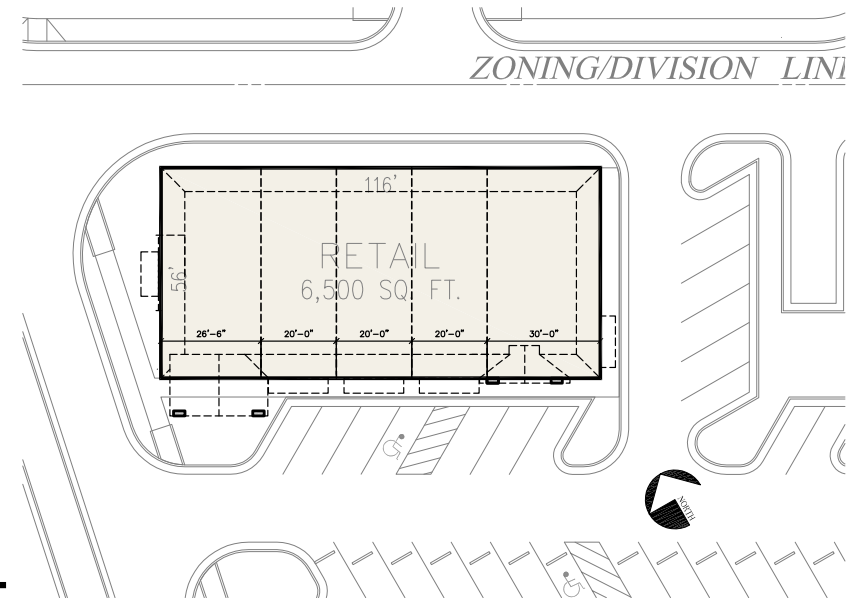 ZONING/DIVISION LINE
116'
RETAIL
56'
6,500 SQ. FT.
26'-6" 20'-0" 20'-0" 20'-0" 30'-0"
NORTH